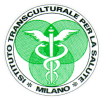 ISTITUTO TRANSCULTURALE PER LA SALUTE
MILANO